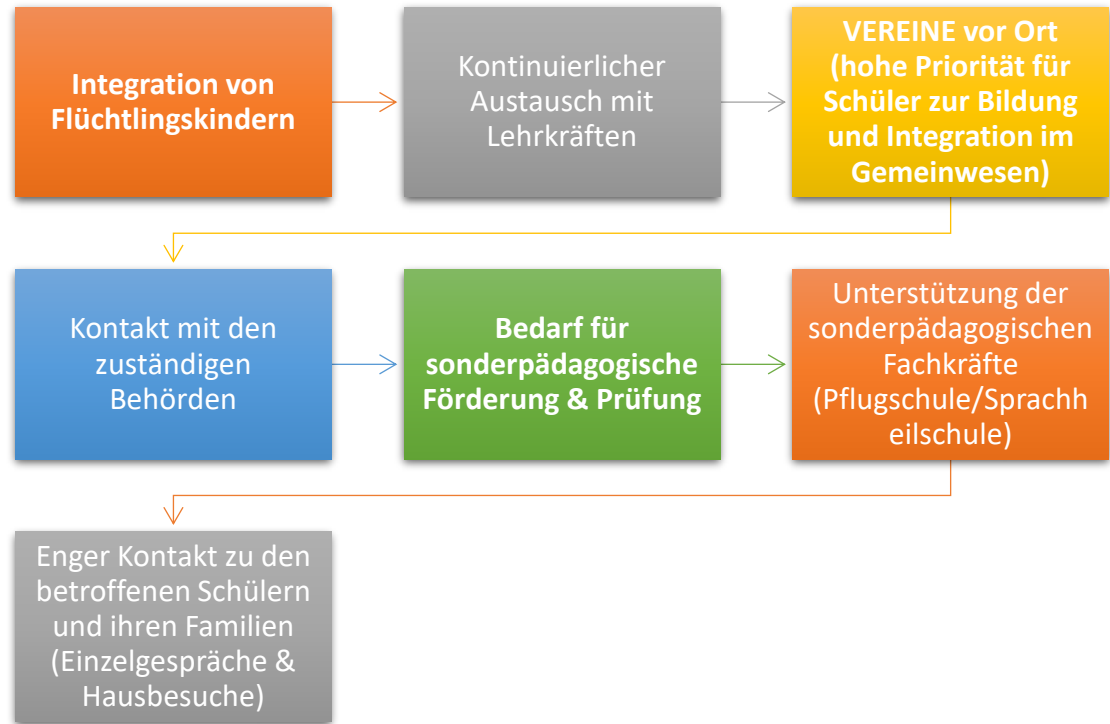 Integration von
Flüchtlingskindern
Kontinuierlicher
Austausch mit
Lehrkräften
VEREINE vor Ort
(hohe Priorität für
Schüler zur Bildung
und Integration im
Gemeinwesen)
Kontakt mit den
zuständigen
Behörden
Bedarf für
sonderpädagogische
Förderung & Prüfung
Unterstützung der
sonderpädagogischen
Fachkräfte
(Pflugschule/Sprachh
eilschule)
Enger Kontakt zu den
betroffenen Schülern
und ihren Familien
(Einzelgespräche &
Hausbesuche)